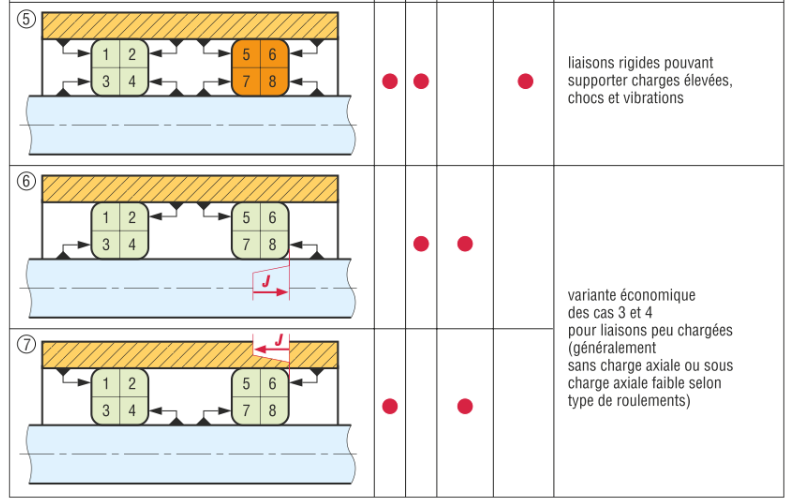 5
1 2 5 6
3 4 7 8
liaisons rigides pouvant
supporter charges élevées,
chocs et vibrations
6
1 2 5 6
3 4 7 8
J
7
J
1 2 5 6
3 4 7 8
variante économique
des cas 3 et 4
pour liaisons peu chargées
(généralement
sans charge axiale ou sous
charge axiale faible selon
type de roulements)